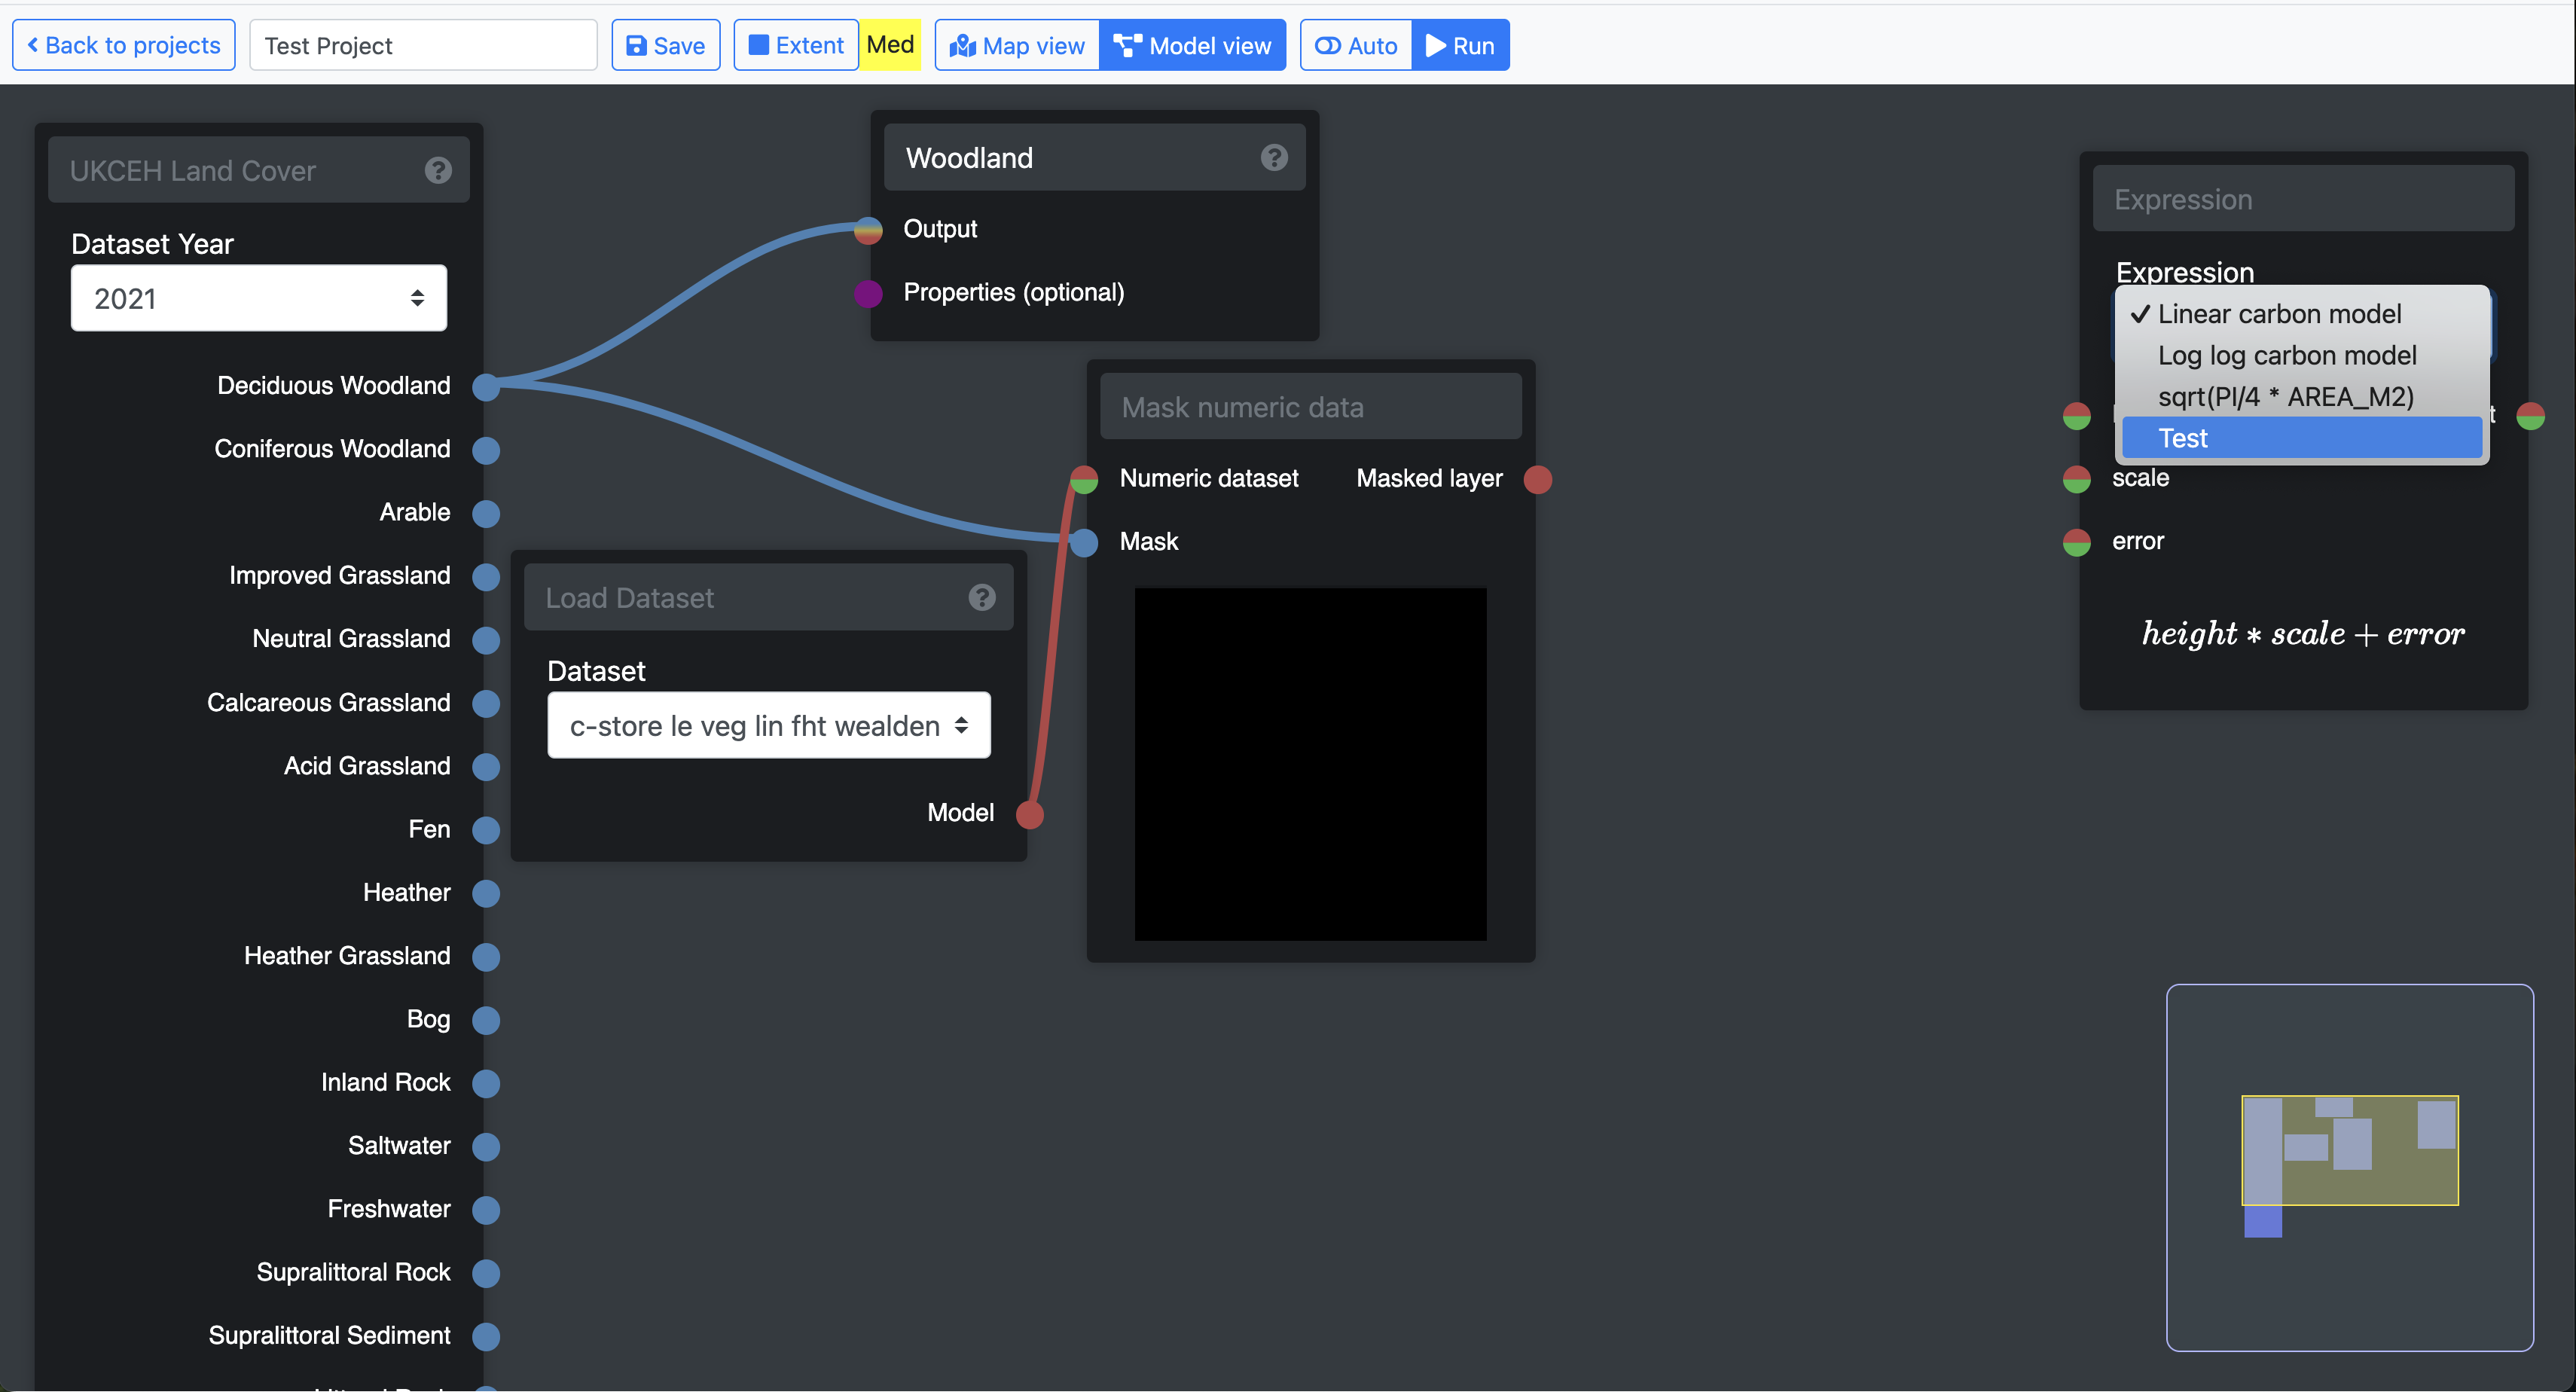 Back to projects
Test Project
Save
Extent
Med
Map view
Model view
Auto
Run
UKCEH Land Cover
Dataset Year
2021
Deciduous Woodland
Coniferous Woodland
Arable
Improved Grassland
Neutral Grassland
Calcareous Grassland
Acid Grassland
Fen
Heather
Heather Grassland
Bog
Inland Rock
Saltwater
Freshwater
Supralittoral Rock
Supralittoral Sediment
Woodland
Output
Properties (optional)
Load Dataset
Dataset
c-store le veg lin fht wealden
Model
Mask numeric data
Numeric dataset Masked layer
Mask
Expression
Expression
✓ Linear carbon model
Log log carbon model
sqrt(PI/4 * AREA_M2)
Test
scale
error
height * scale + error